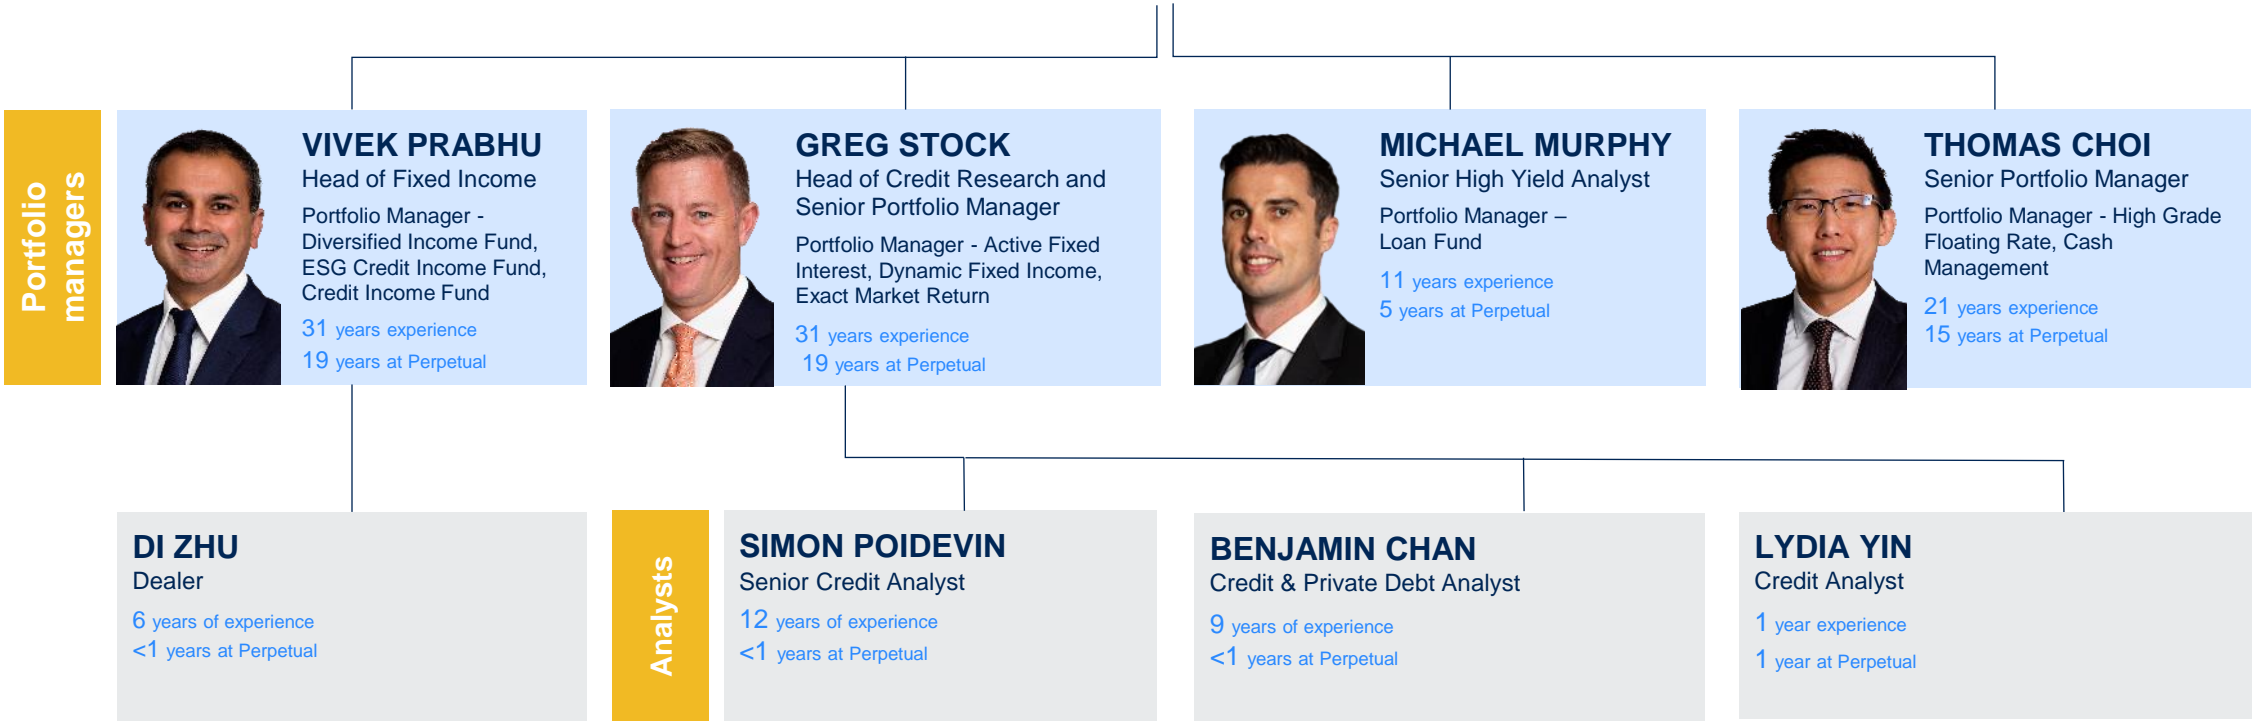 Portfolio
managers
VIVEK PRABHU
Head of Fixed Income
Portfolio Manager -
Diversified Income Fund,
ESG Credit Income Fund,
Credit Income Fund
31 years experience
19 years at Perpetual
GREG STOCK
Head of Credit Research and
Senior Portfolio Manager
Portfolio Manager - Active Fixed
Interest, Dynamic Fixed Income,
Exact Market Return
31 years experience
19 years at Perpetual
MICHAEL MURPHY
Senior High Yield Analyst
Portfolio Manager –
Loan Fund
11 years experience
5 years at Perpetual
THOMAS CHOI
Senior Portfolio Manager
Portfolio Manager - High Grade
Floating Rate, Cash
Management
21 years experience
15 years at Perpetual
DI ZHU
Dealer
6 years of experience
<1 years at Perpetual
Analysts
SIMON POIDEVIN
Senior Credit Analyst
12 years of experience
<1 years at Perpetual
BENJAMIN CHAN
Credit & Private Debt Analyst
9 years of experience
<1 years at Perpetual
LYDIA YIN
Credit Analyst
1 year experience
1 year at Perpetual